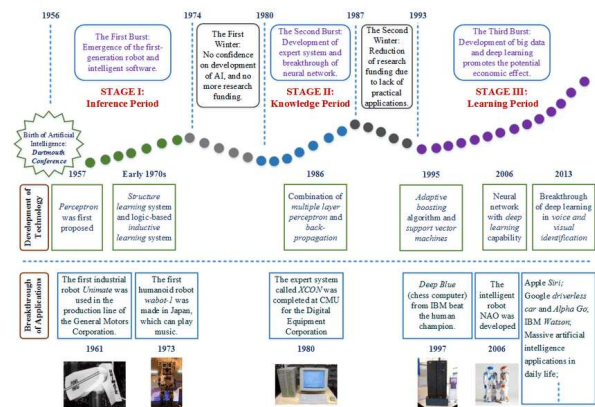 1956
1974
1980
1987
1993
The First Burst:
Emergence of the first-
generation robot and
intelligent software.
The First
Winter:
No confidence
on development
of AI, and no
more research
funding.
The Second Burst:
Development of
expert system and
breakthrough of
neural network.
The Second
Winter:
Reduction
of research
funding due
to lack of
practical
applications.
The Third Burst:
Development of big data
and deep learning
promotes the potential
economic effect.
STAGE I:
Inference Period
STAGE II:
Knowledge Period
STAGE III:
Learning Period
Birth of Artificial
Intelligence:
Dartmouth
Conference
1957
Early 1970s
1986
1995
2006
2013
Development of
Technology
Perceptron
was first
proposed
Structure
learning system
and logic-based
inductive
learning system
Combination of
multiple layer
perceptron and
back-
propagation
Adaptive
boosting
algorithm and
support vector
machines
Neural
network
with deep
learning
capability
Breakthrough
of deep learning
in voice and
visual
identification
Breakthrough
of Applications
The first industrial
robot Unimate was
used in the
production line of
the General Motors
Corporation.
The first
humanoid robot
wabot-1 was
made in Japan,
which can play
music.
The expert system
called XCON was
completed at CMU
for the Digital
Equipment
Corporation
Deep Blue
(chess computer)
from IBM beat
the human
champion.
The
intelligent
robot
NAO was
developed
Apple Siri;
Google driverless
car and Alpha Go;
IBM Watson;
Massive artificial
intelligence
applications in
daily life;
1961
1973
1980
1997
2006